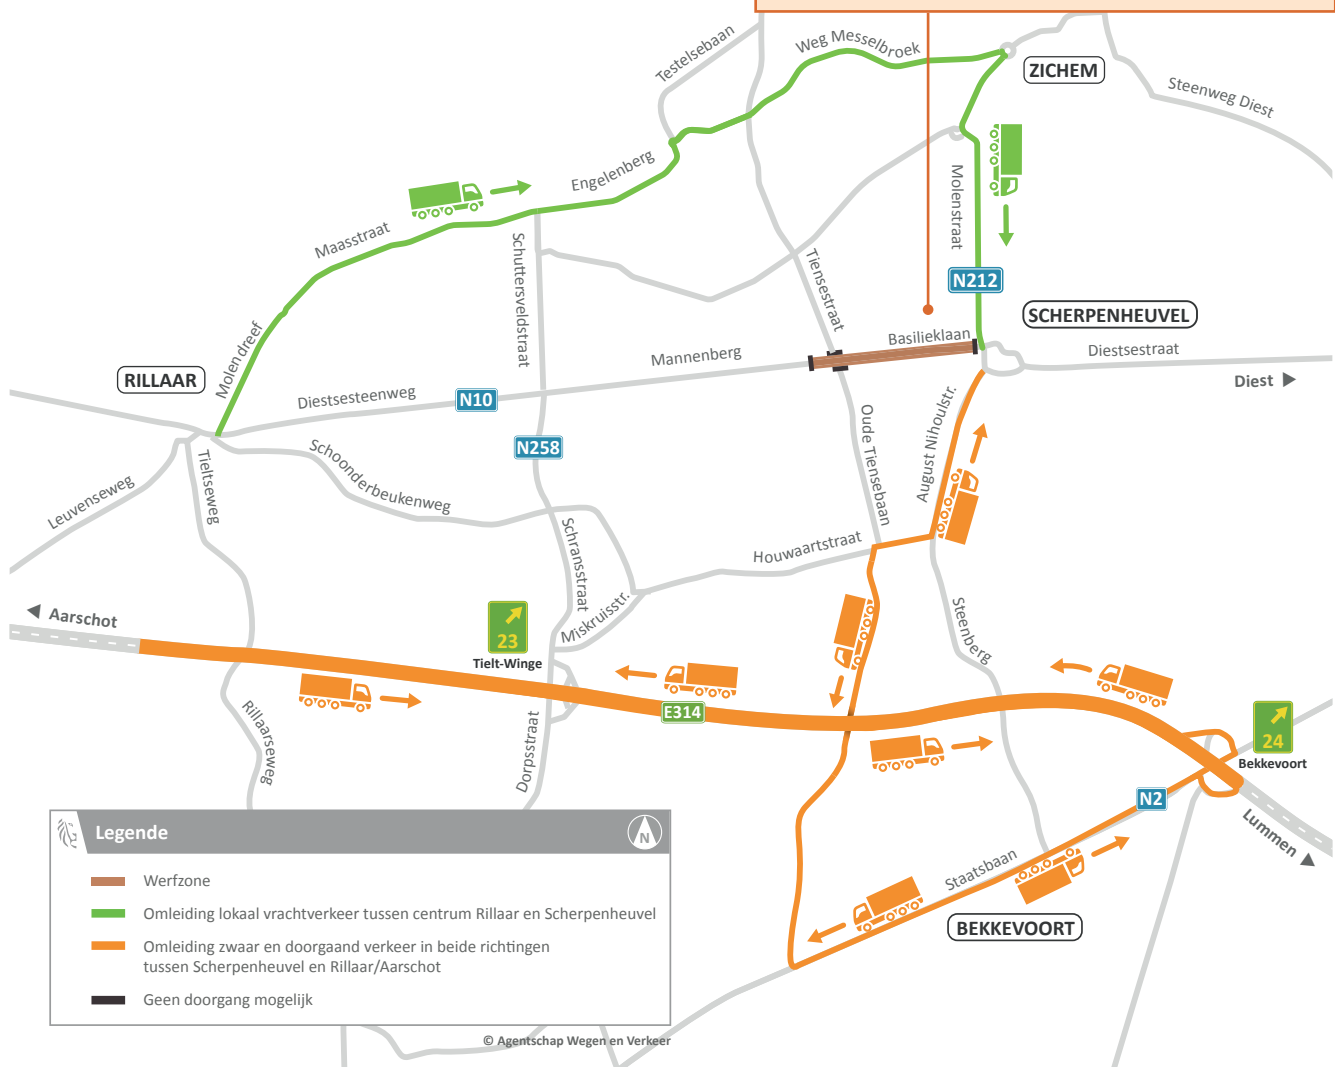 Testelsebaan
Weg Messelbroek
ZICHEM
Steenweg Diest
Engelenberg
Maasstraat
Molenstraat
Schuttersveldstraat
Tiensestraat
N212
SCHERPENHEUVEL
Molendreef
Basilieklaan
Mannenberg
Diestsestraat
RILLAAR
Diest
Diestsesteenweg
N10
N258
August Nihoulstr.
Oude Tiensebaan
Schoonderbeukenweg
Tieltseweg
Leuvenseweg
Schransstraat
Houwaartstraat
Miskruisstr.
Steenberg
Aarschot
23
Tielt-Winge
E314
Rillaarseweg
Dorpsstraat
24
Bekkevoort
N2
Lummen
Staatsbaan
BEKKEVOORT
Legende
N
Werfzone
Omleiding lokaal vrachtverkeer tussen centrum Rillaar en Scherpenheuvel
Omleiding zwaar en doorgaand verkeer in beide richtingen
tussen Scherpenheuvel en Rillaar/Aarschot
Geen doorgang mogelijk
© Agentschap Wegen en Verkeer